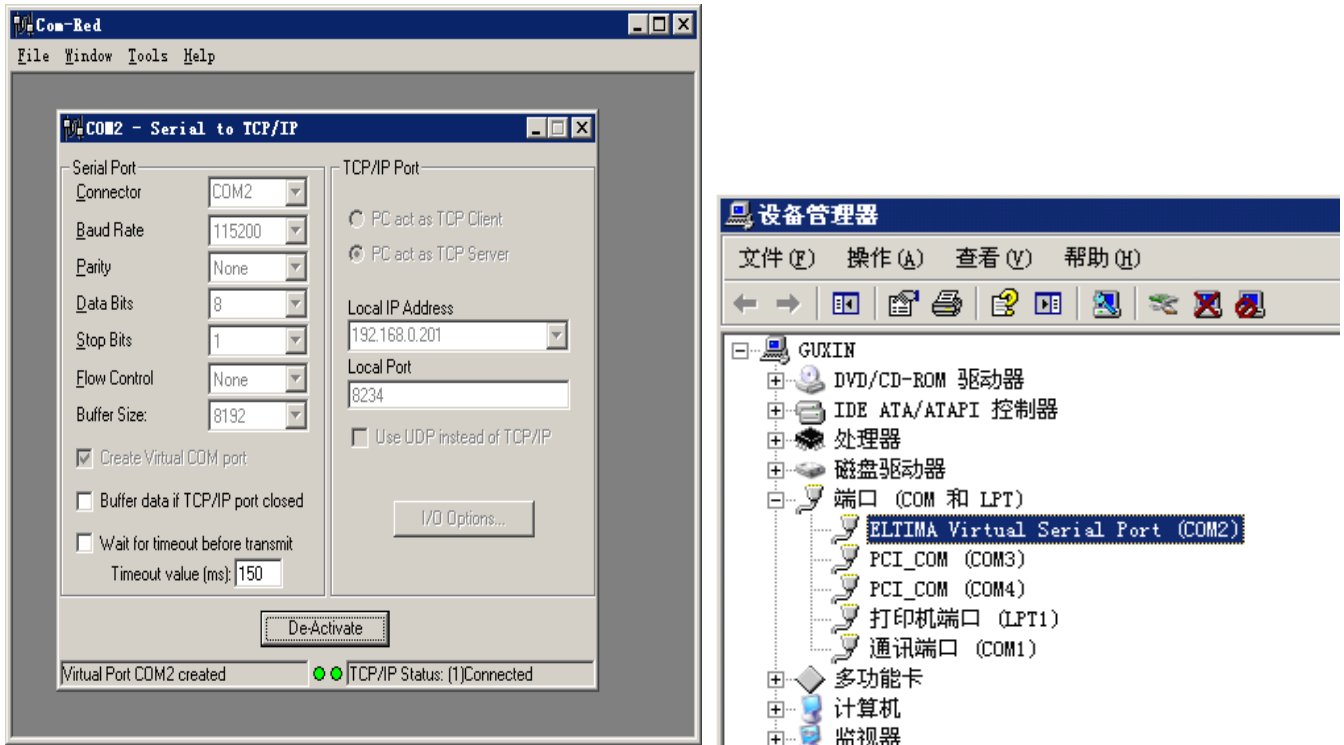 Com-Red
File Window Tools Help
COM2 - Serial to TCP/IP
Serial Port
Connector COM2
Baud Rate 115200
Parity None
Data Bits 8
Stop Bits 1
Flow Control None
Buffer Size: 8192
Create Virtual COM port
Buffer data if TCP/IP port closed
Wait for timeout before transmit
Timeout value (ms): 150
TCP/IP Port
PC act as TCP Client
PC act as TCP Server
Local IP Address
192.168.0.201
Local Port
8234
Use UDP instead of TCP/IP
I/O Options...
De-Activate
Virtual Port COM2 created
TCP/IP Status: (1)Connected
设备管理器
文件(F) 操作(A) 查看(V) 帮助(H)
GUXIN
DVD/CD-ROM 驱动器
IDE ATA/ATAPI 控制器
处理器
磁盘驱动器
端口 (COM 和 LPT)
ELTIMA Virtual Serial Port (COM2)
PCI_COM (COM3)
PCI_COM (COM4)
打印机端口 (LPT1)
通讯端口 (COM1)
多功能卡
计算机
监视器